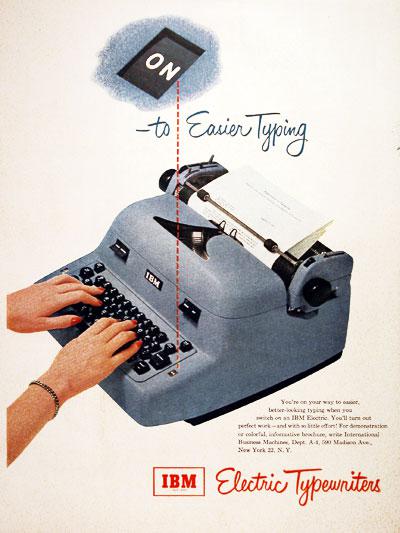 ON
—to Easier Typing
IBM
You're on your way to easier,
better-looking typing when you
switch on an IBM Electric. You'll turn out
perfect work—and with so little effort! For demonstration
or colorful, informative brochure, write International
Business Machines, Dept. A-4, 590 Madison Ave.,
New York 22, N. Y.
IBM
Electric Typewriters